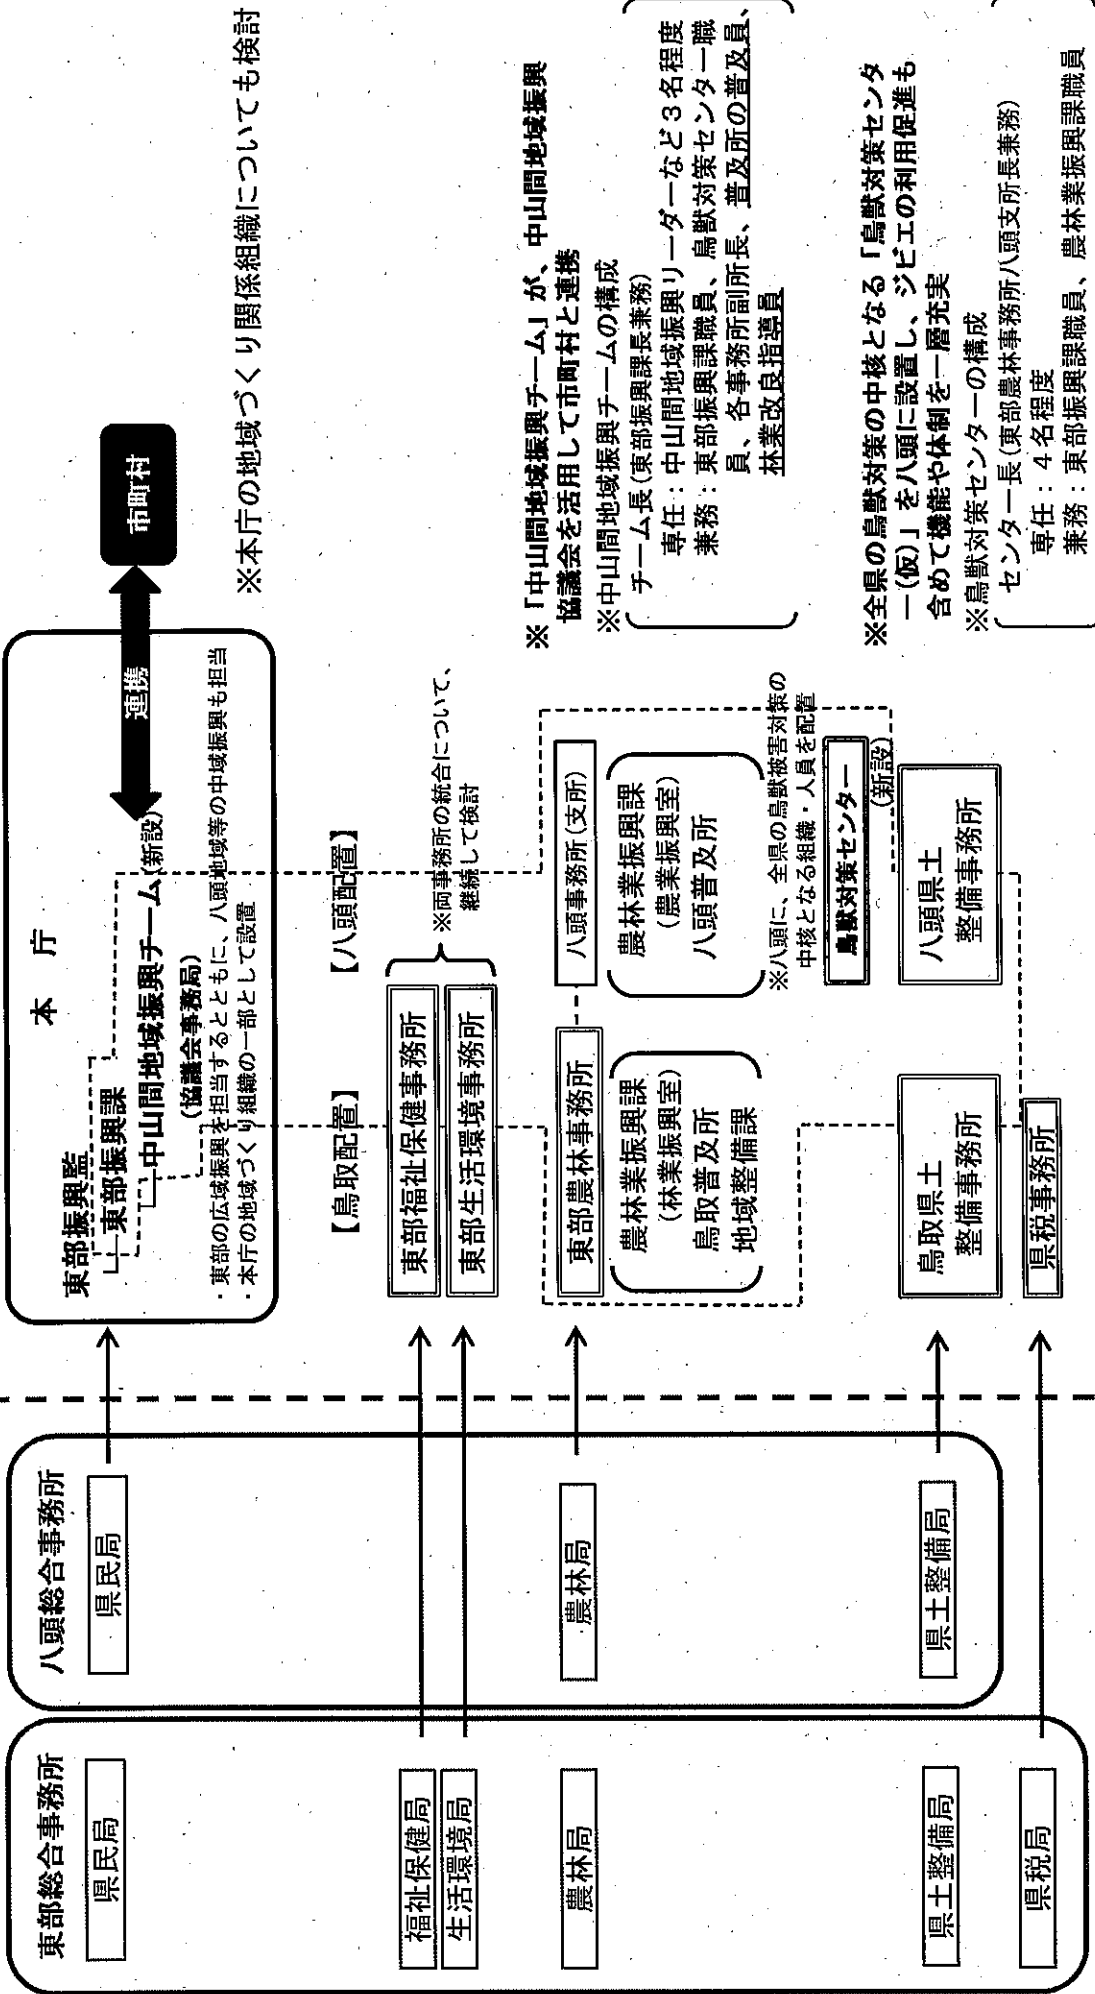 東部総合事務所
県民局
福祉保健局
生活環境局
農林局
県土整備局
県税局
八頭総合事務所
県民局
農林局
県土整備局
本 庁
東部振興監
東部振興課
中山間地域振興チーム(新設)
(協議会事務局)
・東部の広域振興を担当するとともに、八頭地域等の中域振興も担当
・本庁の地域づくり組織の一部として設置
連携
市町村
※本庁の地域づくり関係組織についても検討
【鳥取配置】
【八頭配置】
東部福祉保健事務所
東部生活環境事務所
※両事務所の統合について、
継続して検討
東部農林事務所
八頭事務所(支所)
農林業振興課
(林業振興室)
鳥取普及所
地域整備課
農林業振興課
(農業振興室)
八頭普及所
※八頭に、全県の鳥獣被害対策の
中核となる組織・人員を配置
鳥獣対策センター
(新設)
鳥取県土
整備事務所
八頭県土
整備事務所
県税事務所
※「中山間地域振興チーム」が、中山間地域振興
協議会を活用して市町村と連携
※中山間地域振興チームの構成
チーム長(東部振興課長兼務)
専任:中山間地域振興リーダーなど3名程度
兼務:東部振興課職員、鳥獣対策センター職
員、各事務所副所長、普及所の普及員、
林業改良指導員
※全県の鳥獣対策の中核となる「鳥獣対策センタ
ー(仮)」を八頭に設置し、ジビエの利用促進も
含めて機能や体制を一層充実
※鳥獣対策センターの構成
センター長(東部農林事務所八頭支所長兼務)
専任:4名程度
兼務:東部振興課職員、農林業振興課職員